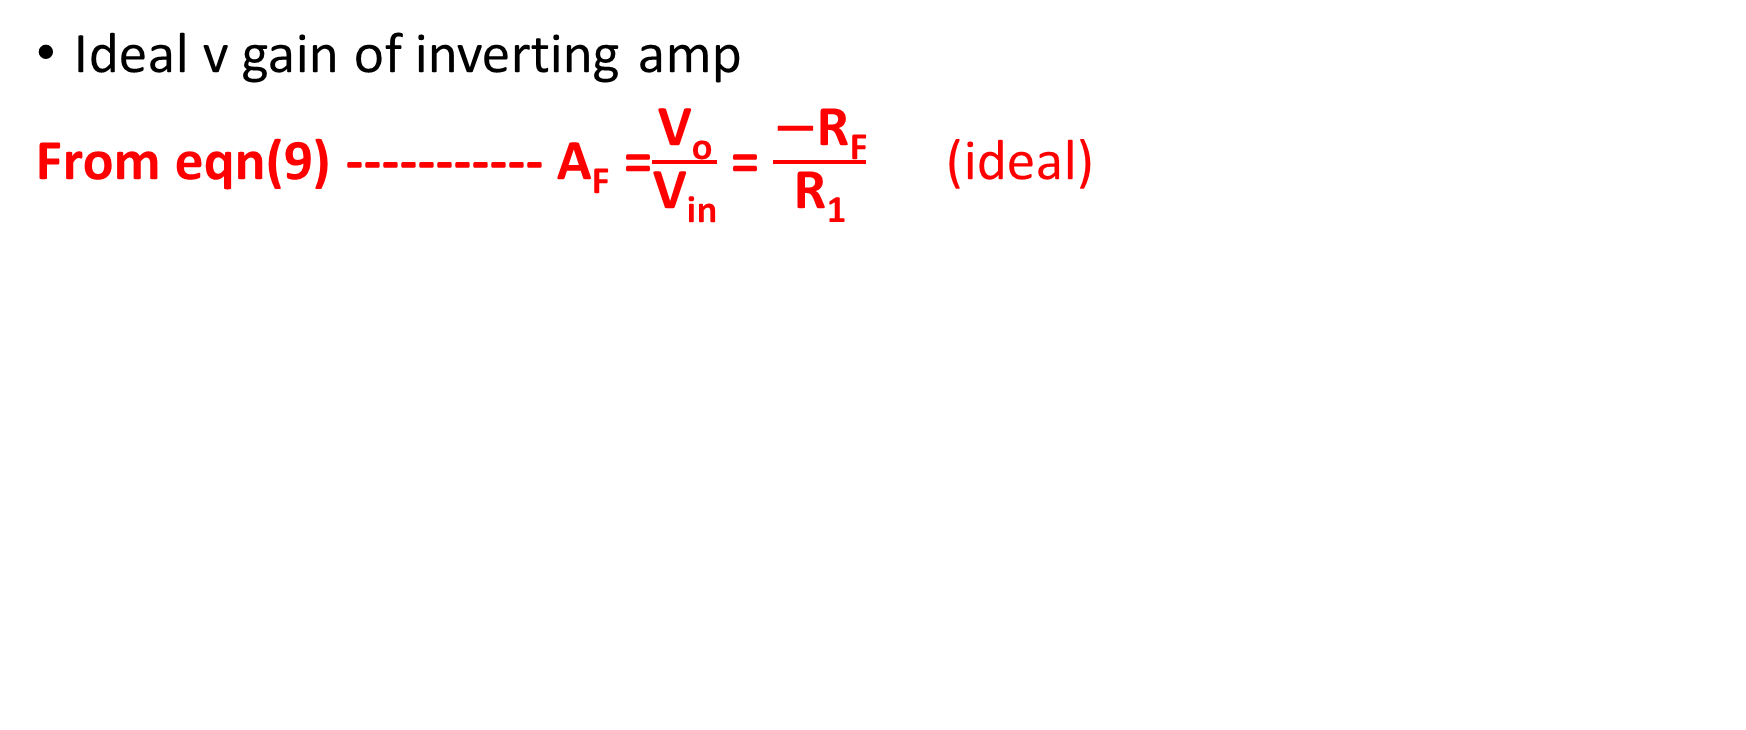 • Ideal v gain of inverting amp
From eqn(9) ----------- A_F = V_o/V_in = −R_F/R_1 (ideal)